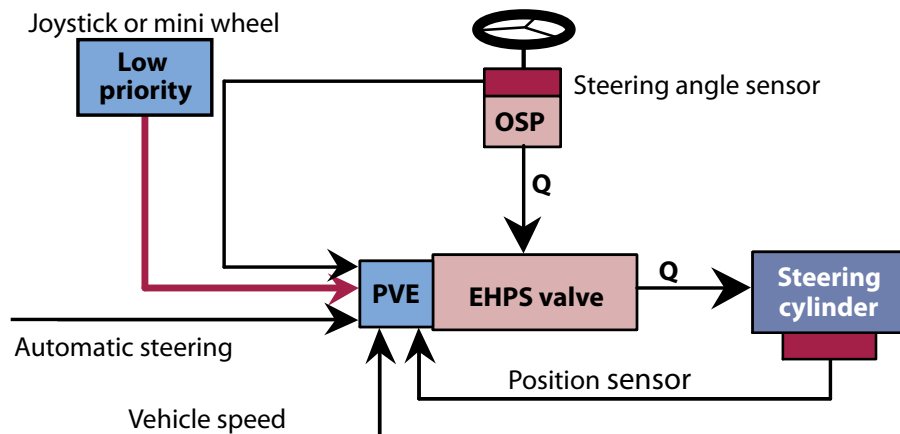 Joystick or mini wheel
Low
priority
Steering angle sensor
OSP
Q
PVE
EHPS valve
Q
Steering
cylinder
Automatic steering
Position sensor
Vehicle speed